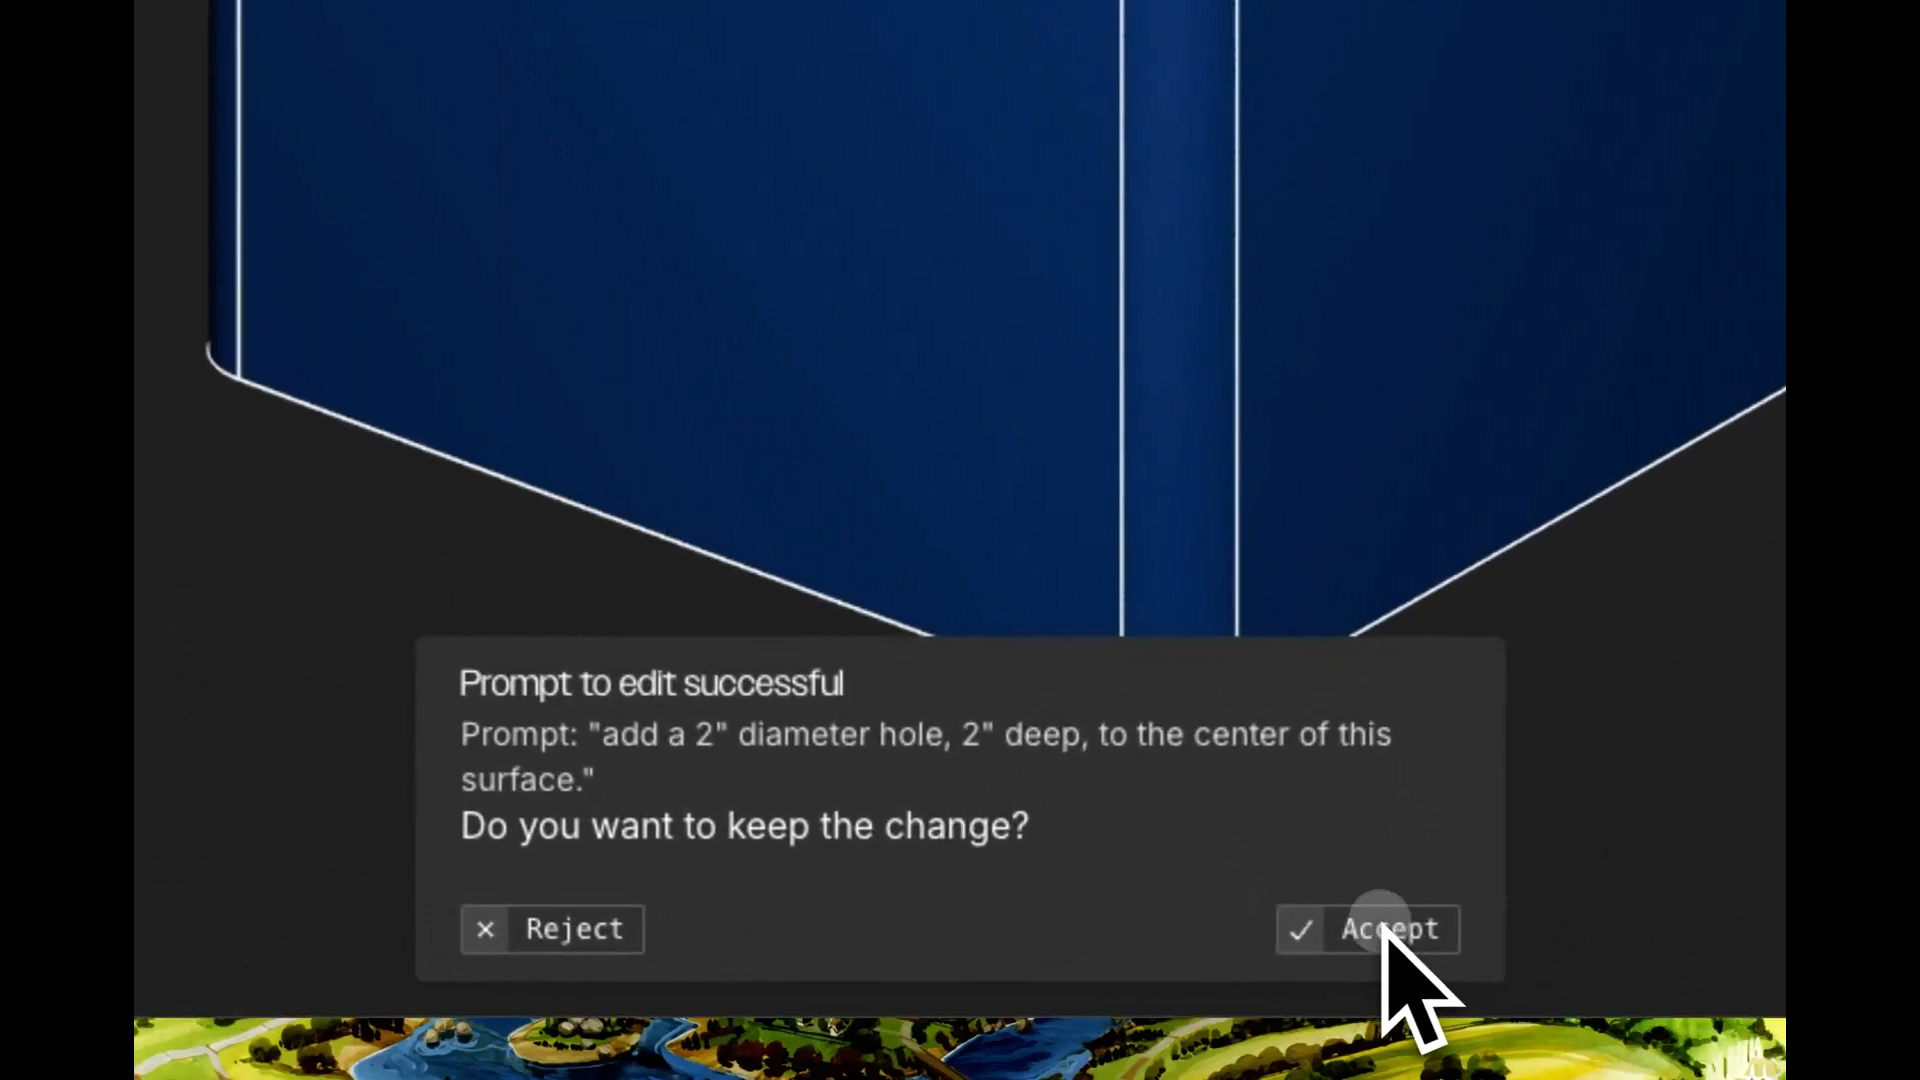 Prompt to edit successful
Prompt: "add a 2" diameter hole, 2" deep, to the center of this
surface."
Do you want to keep the change?
Reject
Accept